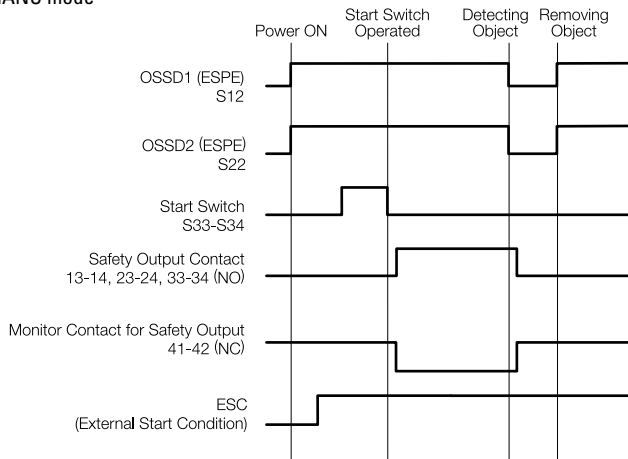 MANU mode
Power ON
Start Switch
Operated
Detecting
Object
Removing
Object
OSSD1 (ESPE)
S12
OSSD2 (ESPE)
S22
Start Switch
S33-S34
Safety Output Contact
13-14, 23-24, 33-34 (NO)
Monitor Contact for Safety Output
41-42 (NC)
ESC
(External Start Condition)